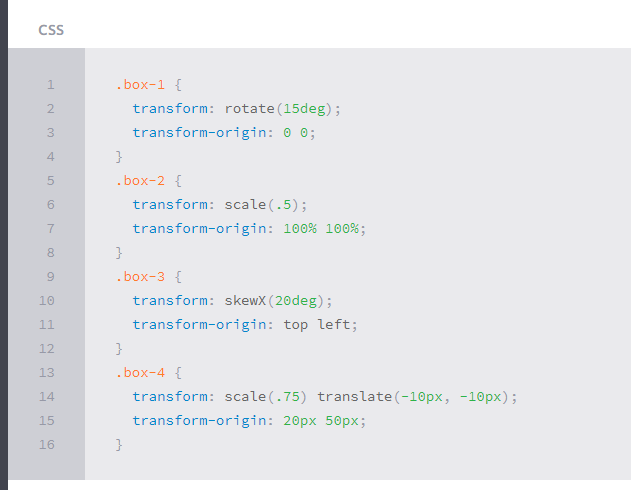 CSS
1 .box-1 {
2 transform: rotate(15deg);
3 transform-origin: 0 0;
4 }
5 .box-2 {
6 transform: scale(.5);
7 transform-origin: 100% 100%;
8 }
9 .box-3 {
10 transform: skewX(20deg);
11 transform-origin: top left;
12 }
13 .box-4 {
14 transform: scale(.75) translate(-10px, -10px);
15 transform-origin: 20px 50px;
16 }